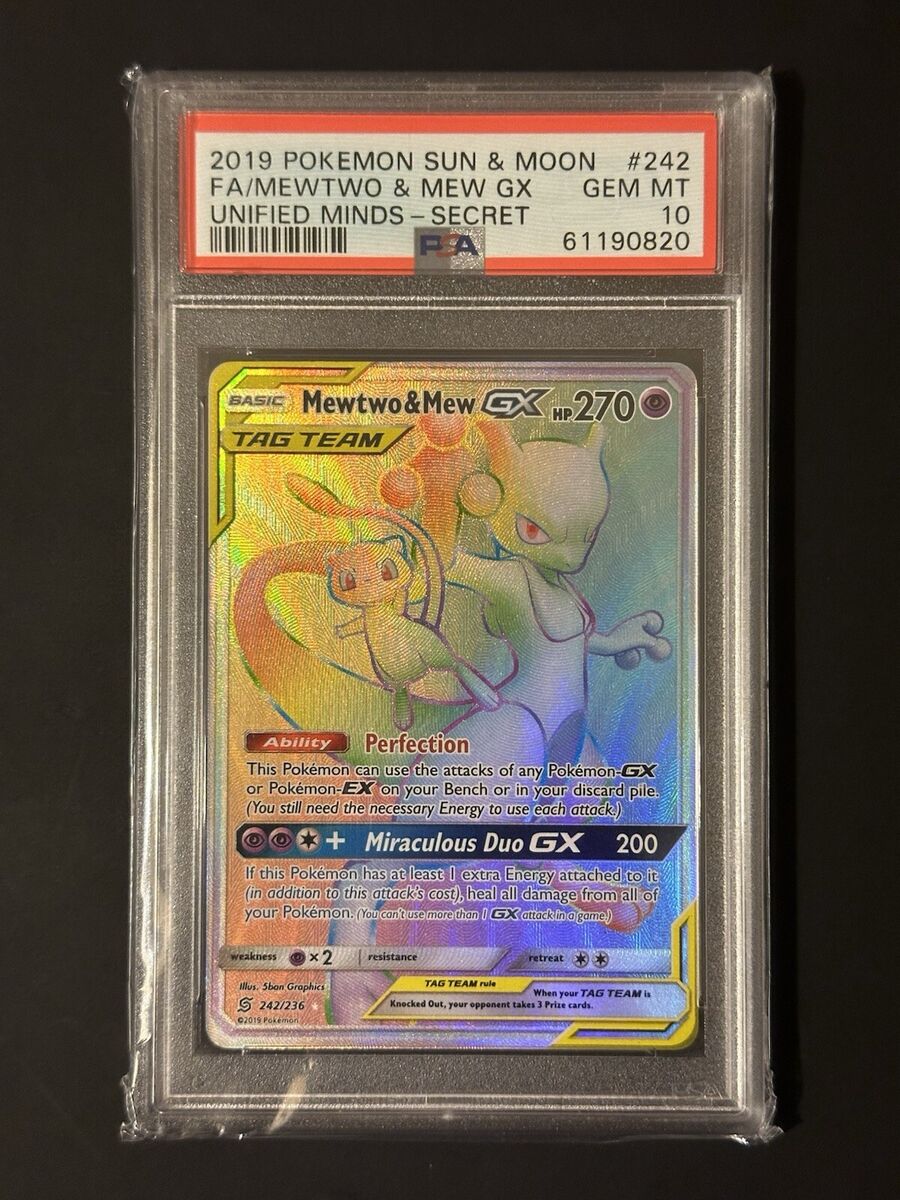 2019 POKEMON SUN & MOON #242
FA/MEWTWO & MEW GX GEM MT
UNIFIED MINDS - SECRET 10
PSA 61190820
BASIC Mewtwo&Mew GX HP270
TAG TEAM
Ability Perfection
This Pokémon can use the attacks of any Pokémon-GX
or Pokémon-EX on your Bench or in your discard pile.
(You still need the necessary Energy to use each attack.)
+ Miraculous Duo GX 200
If this Pokémon has at least 1 extra Energy attached to it
(in addition to this attack's cost), heal all damage from all of
your Pokémon. (You can't use more than 1 GX attack in a game.)
weakness ×2 resistance retreat
Illus. 5ban Graphics
242/236
©2019 Pokémon
TAG TEAM rule
When your TAG TEAM is
Knocked Out, your opponent takes 3 Prize cards.